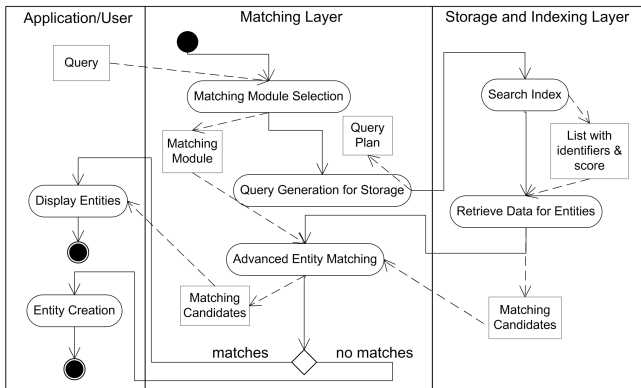 Application/User
Matching Layer
Storage and Indexing Layer
Query
Matching Module Selection
Search Index
Matching
Module
Query
Plan
List with
identifiers &
score
Display Entities
Query Generation for Storage
Retrieve Data for Entities
Advanced Entity Matching
Entity Creation
Matching
Candidates
Matching
Candidates
matches
no matches